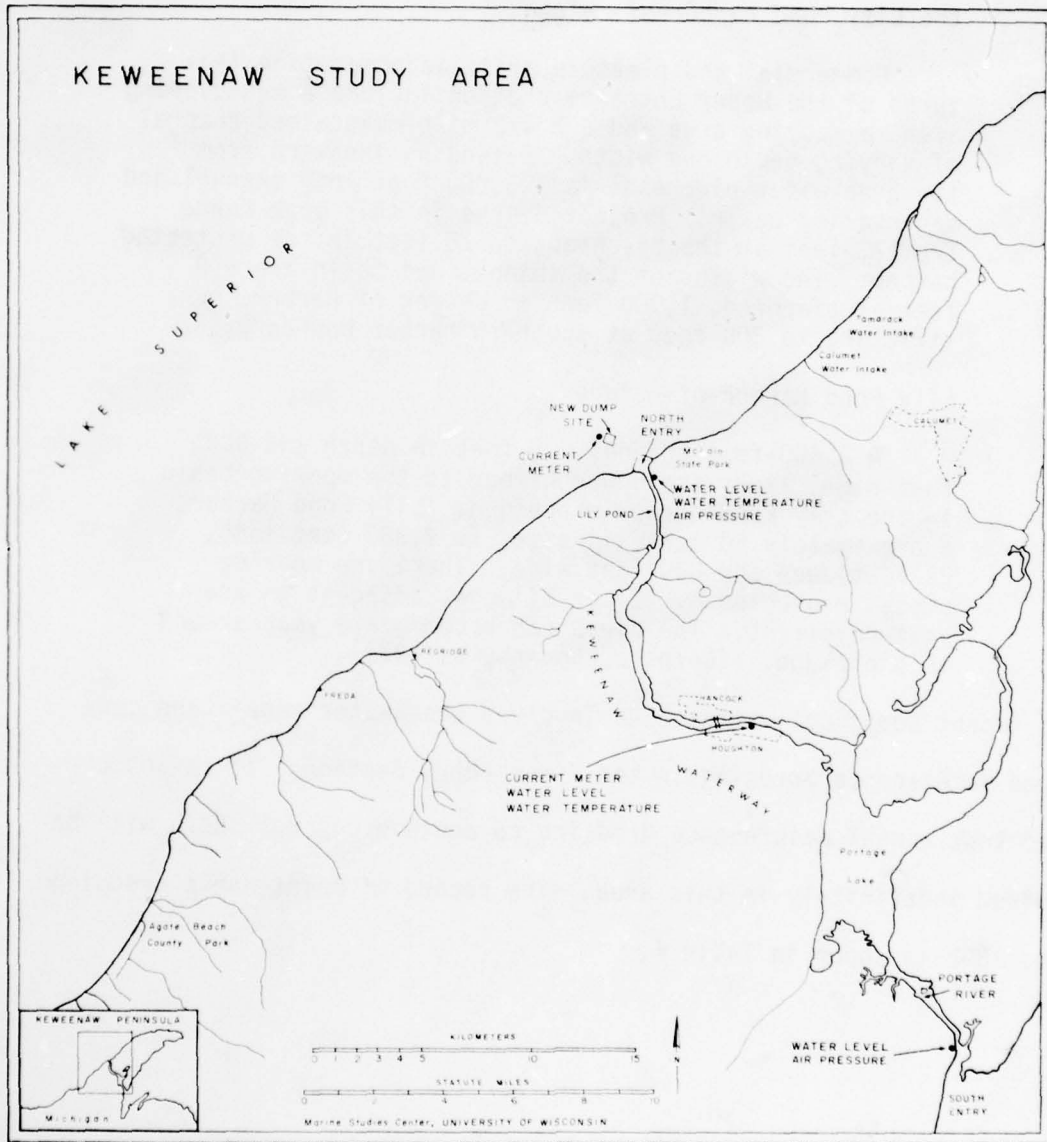 KEWEENAW STUDY AREA
LAKE SUPERIOR
Tamarack
Water Intake
Calumet
Water Intake
CALUMET
NEW DUMP
SITE
NORTH
ENTRY
CURRENT
METER
McLain
State Park
WATER LEVEL
WATER TEMPERATURE
AIR PRESSURE
LILY POND
KEWEENAW
REDRIDGE
FREDA
HANCOCK
HOUGHTON
CURRENT METER
WATER LEVEL
WATER TEMPERATURE
WATERWAY
Portage
Lake
Agate Beach
County Park
PORTAGE
RIVER
KEWEENAW PENINSULA
Michigan
KILOMETERS
0 1 2 3 4 5 10 15
STATUTE MILES
0 2 4 6 8 10
N
WATER LEVEL
AIR PRESSURE
SOUTH
ENTRY
Marine Studies Center, UNIVERSITY OF WISCONSIN